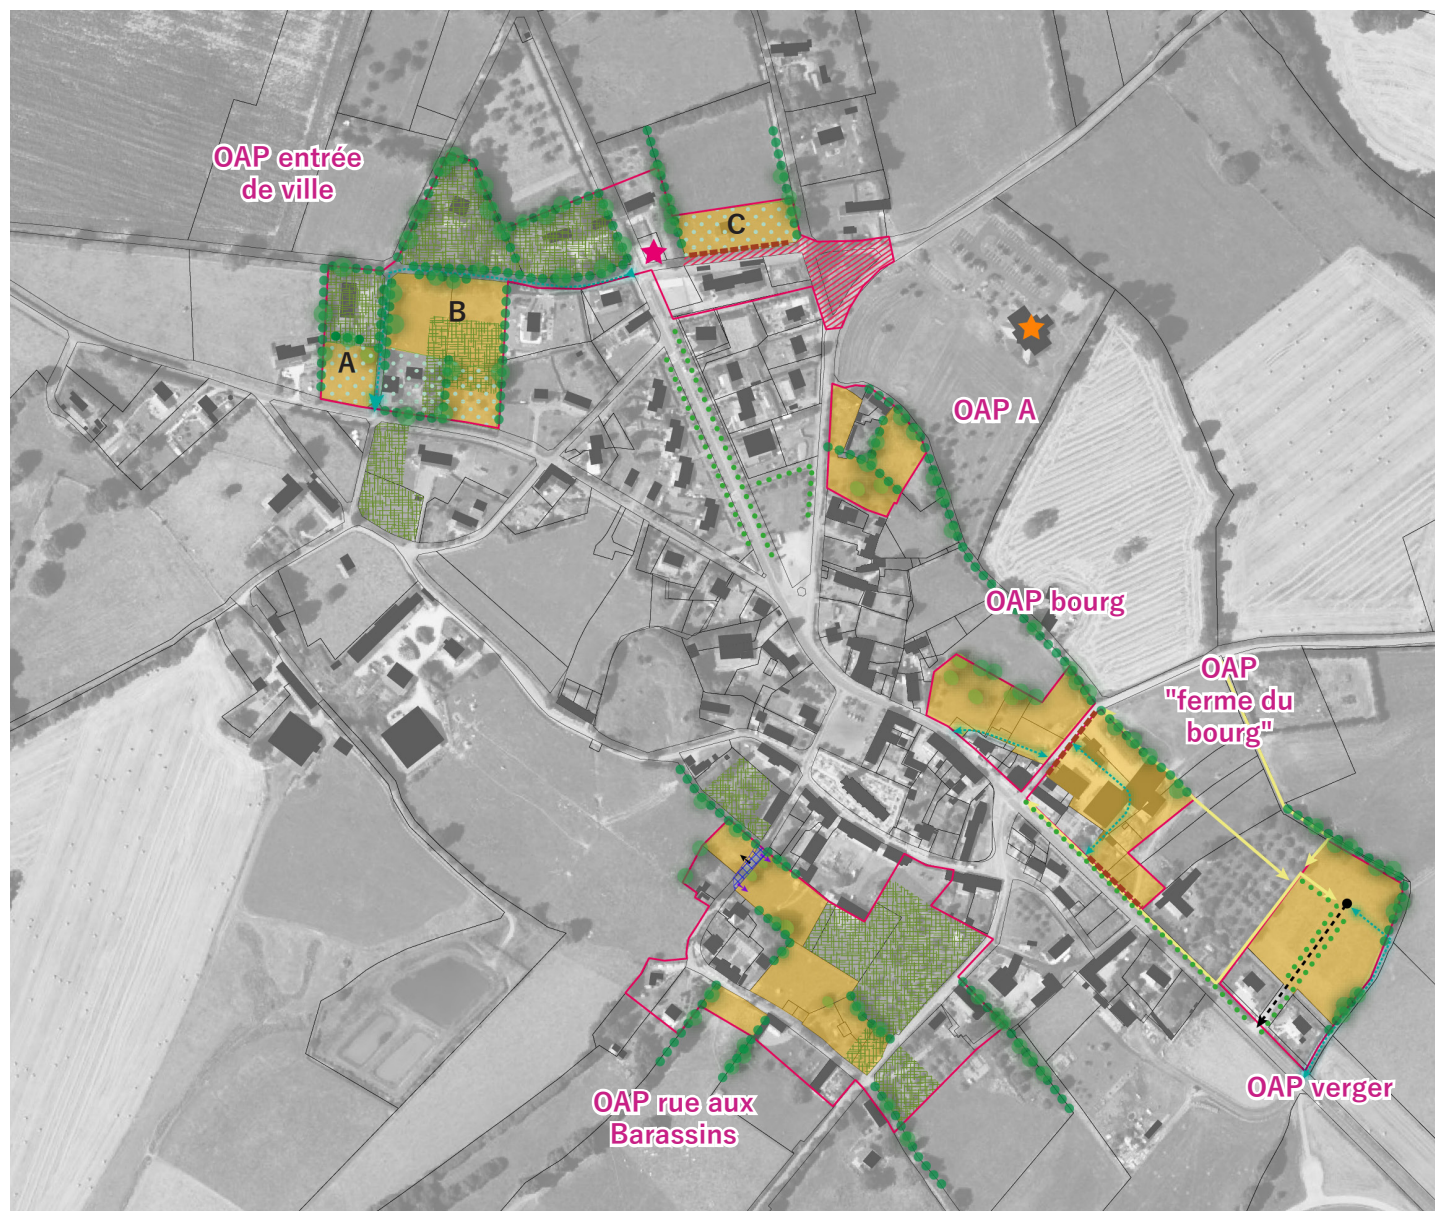 OAP entrée
de ville
C
B
A
OAP A
OAP bourg
OAP
"ferme du
bourg"
OAP verger
OAP rue aux
Barassins